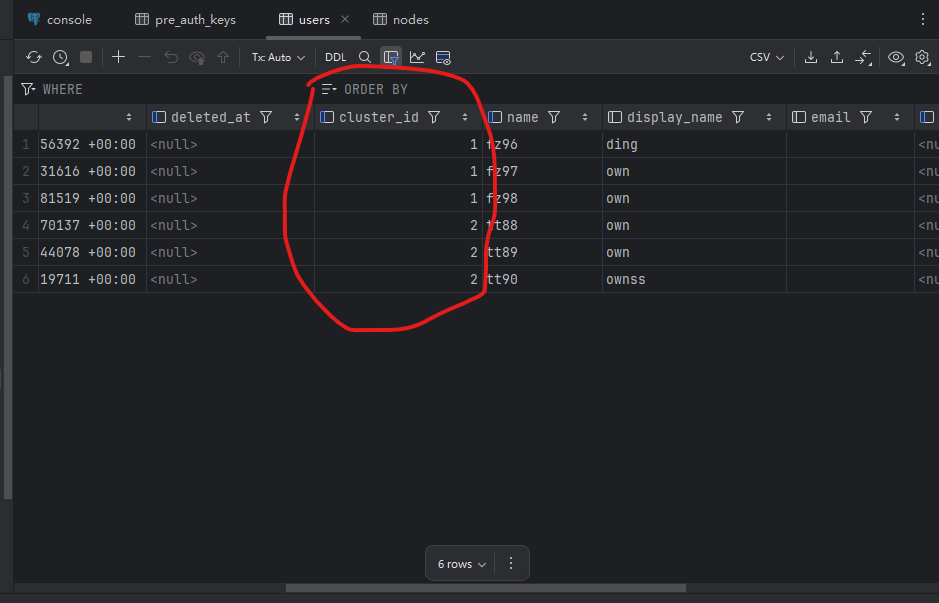 console pre_auth_keys users nodes
Tx: Auto DDL CSV
WHERE ORDER BY
deleted_at cluster_id name display_name email
1 56392 +00:00 <null> 1 fz96 ding <nu
2 31616 +00:00 <null> 1 fz97 own <nu
3 81519 +00:00 <null> 1 fz98 own <nu
4 70137 +00:00 <null> 2 tt88 own <nu
5 44078 +00:00 <null> 2 tt89 own <nu
6 19711 +00:00 <null> 2 tt90 ownss <nu
6 rows